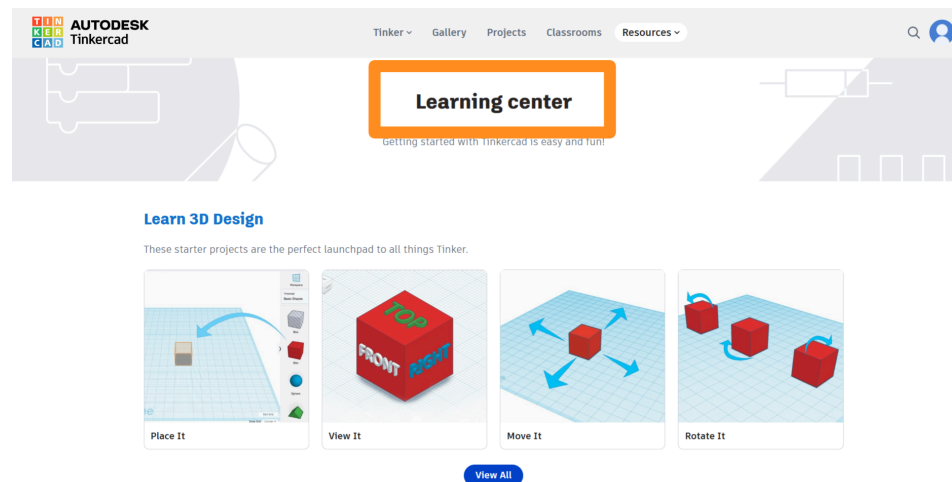 TIN
KER
CAD
AUTODESK
Tinkercad
Tinker
Gallery
Projects
Classrooms
Resources
Learning center
Getting started with Tinkercad is easy and fun!
Learn 3D Design
These starter projects are the perfect launchpad to all things Tinker.
TOP
FRONT
RIGHT
Place It
View It
Move It
Rotate It
View All